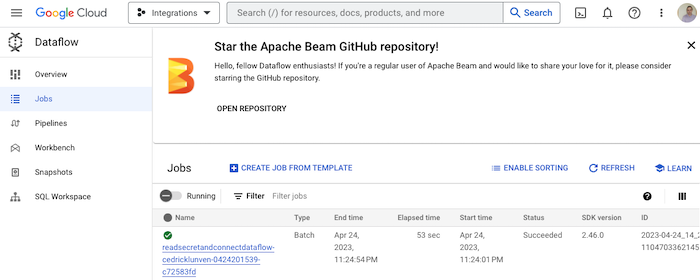 Google Cloud
Integrations
Search (/) for resources, docs, products, and more
Search
Dataflow
Overview
Jobs
Pipelines
Workbench
Snapshots
SQL Workspace
Star the Apache Beam GitHub repository!
Hello, fellow Dataflow enthusiasts! If you're a regular user of Apache Beam and would like to share your love for it, please consider
starring the GitHub repository.
OPEN REPOSITORY
Jobs
CREATE JOB FROM TEMPLATE
ENABLE SORTING
REFRESH
LEARN
Running
Filter
Filter jobs
Name Type End time Elapsed time Start time Status SDK version ID
readsecretandconnectdataflow-
cedricklunven-0424201539-
c72583fd
Batch
Apr 24,
2023,
11:24:54 PM
53 sec
Apr 24,
2023,
11:24:01 PM
Succeeded
2.46.0
2023-04-24_14_2
1104703362145